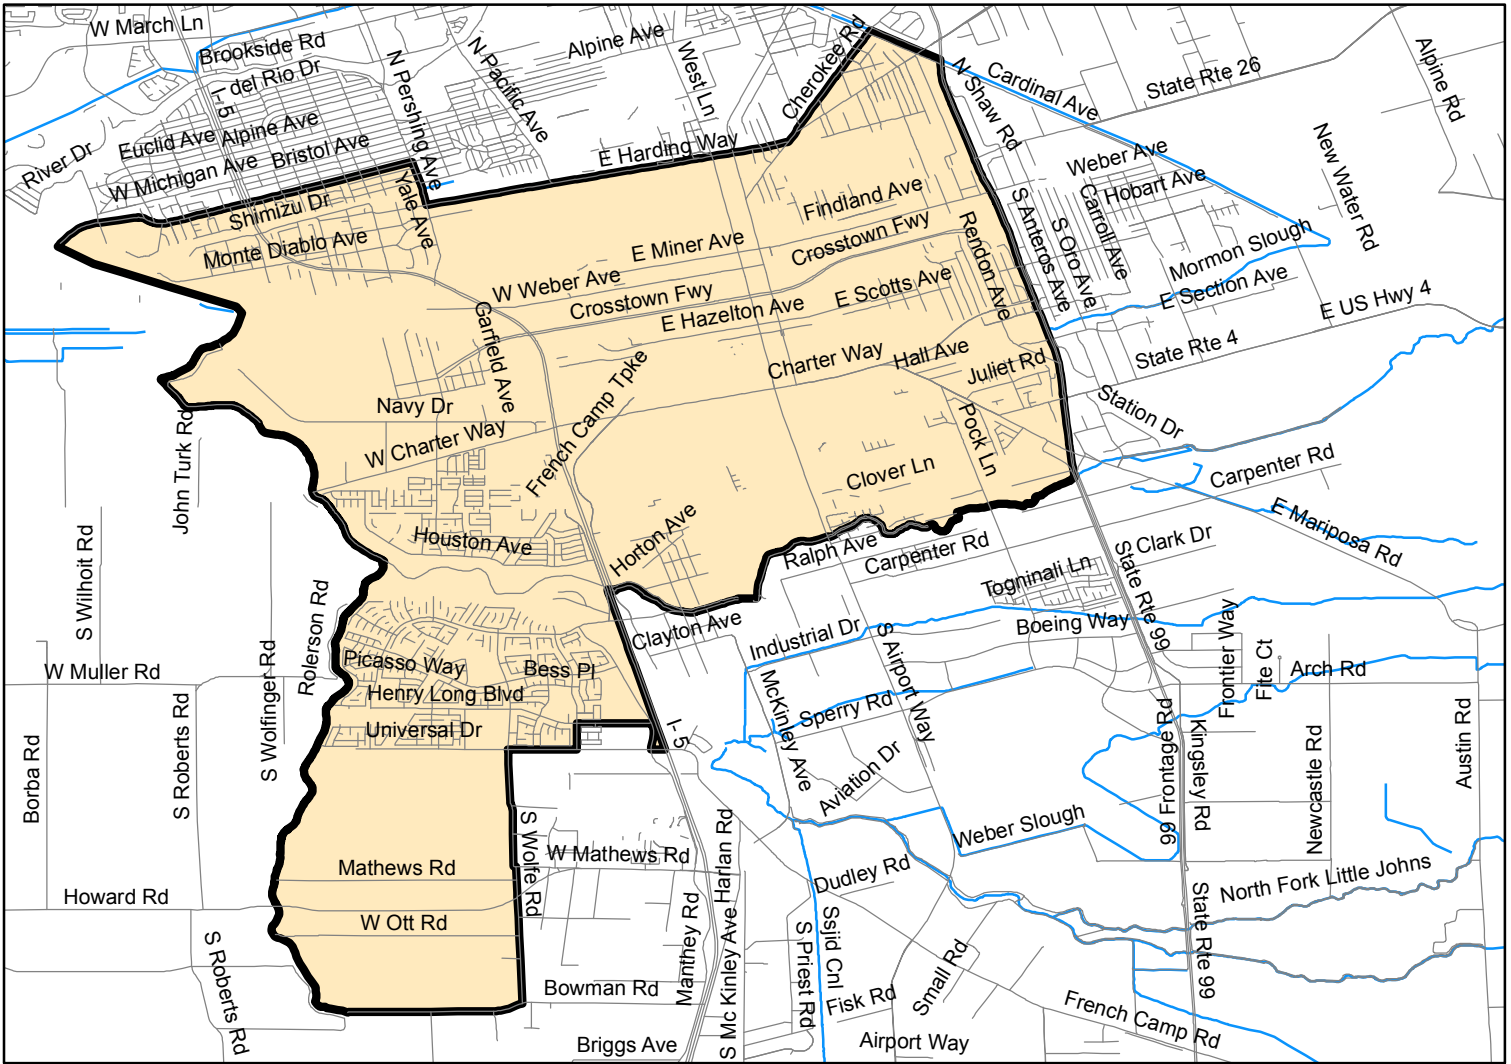 W March Ln
Brookside Rd
del Rio Dr
I- 5
N Pershing Ave
N Pacific Ave
Alpine Ave
West Ln
Cherokee Rd
N Shaw Rd
Cardinal Ave
State Rte 26
Alpine Rd
River Dr
Euclid Ave
Alpine Ave
W Michigan Ave
Bristol Ave
E Harding Way
Weber Ave
Hobart Ave
New Water Rd
Shimizu Dr
Yale Ave
Monte Diablo Ave
Findland Ave
Crosstown Fwy
Rendon Ave
S Anteros Ave
S Oro Ave
Carroll Ave
Mormon Slough
E Section Ave
E US Hwy 4
State Rte 4
E Miner Ave
W Weber Ave
Crosstown Fwy
E Hazelton Ave
E Scotts Ave
Garfield Ave
French Camp Tpke
Charter Way
Hall Ave
Juliet Rd
Station Dr
Navy Dr
W Charter Way
John Turk Rd
Pock Ln
Clover Ln
Carpenter Rd
E Mariposa Rd
S Wilhoit Rd
Houston Ave
Horton Ave
Ralph Ave
Carpenter Rd
Togninali Ln
Clark Dr
State Rte 99
Rolerson Rd
S Wolfinger Rd
Clayton Ave
Industrial Dr
S Airport Way
Boeing Way
Frontier Way
Fite Ct
Arch Rd
W Muller Rd
Picasso Way
Bess Pl
Henry Long Blvd
Universal Dr
S Roberts Rd
Borba Rd
I- 5
McKinley Ave
Sperry Rd
Aviation Dr
99 Frontage Rd
Kingsley Rd
Newcastle Rd
Austin Rd
Weber Slough
S Wolfe Rd
W Mathews Rd
Mathews Rd
Howard Rd
W Ott Rd
Harlan Rd
Manthey Rd
S Mc Kinley Ave
Dudley Rd
North Fork Little Johns
State Rte 99
S Roberts Rd
Ssjid Cnl
S Priest Rd
Small Rd
Fisk Rd
Bowman Rd
Briggs Ave
Airport Way
French Camp Rd